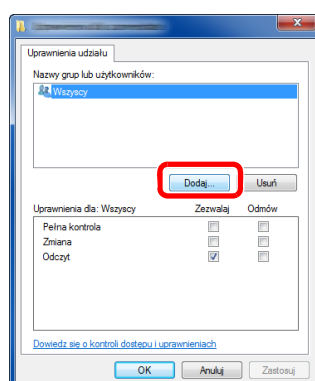 Uprawnienia udziału
Nazwy grup lub użytkowników:
Wszyscy
Dodaj... Usuń
Uprawnienia dla: Wszyscy Zezwalaj Odmów
Pełna kontrola
Zmiana
Odczyt
Dowiedz się o kontroli dostępu i uprawnieniach
OK Anuluj Zastosuj